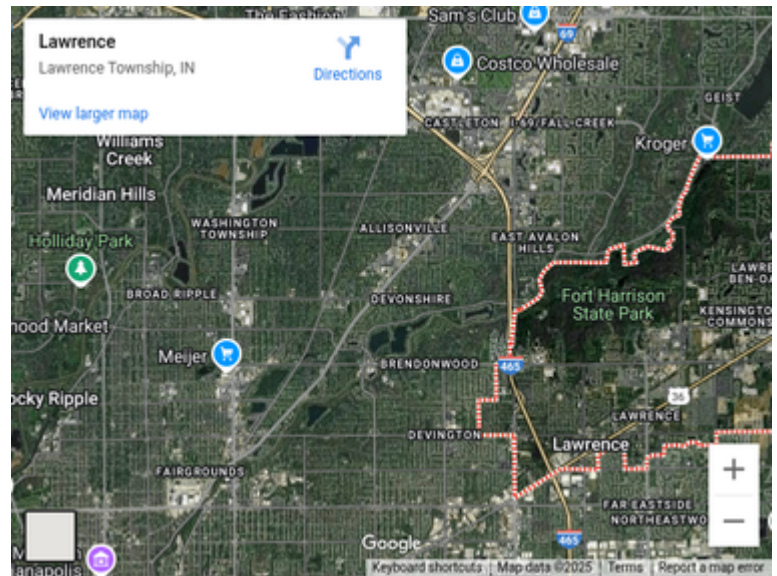 The Fashion
Sam's Club
69
Lawrence
Lawrence Township, IN
Directions
View larger map
Costco Wholesale
GEIST
CASTLETON
I-69/FALL CREEK
Kroger
Williams
Creek
Meridian Hills
WASHINGTON
TOWNSHIP
ALLISONVILLE
EAST AVALON
HILLS
Holliday Park
BROAD RIPPLE
DEVONSHIRE
Fort Harrison
State Park
KENSINGTON
COMMONS
Meijer
BRENDONWOOD
465
36
LAWRENCE
DEVINGTON
Lawrence
FAIRGROUNDS
FAR EASTSIDE
465
Google
Keyboard shortcuts
Map data ©2025
Terms
Report a map error